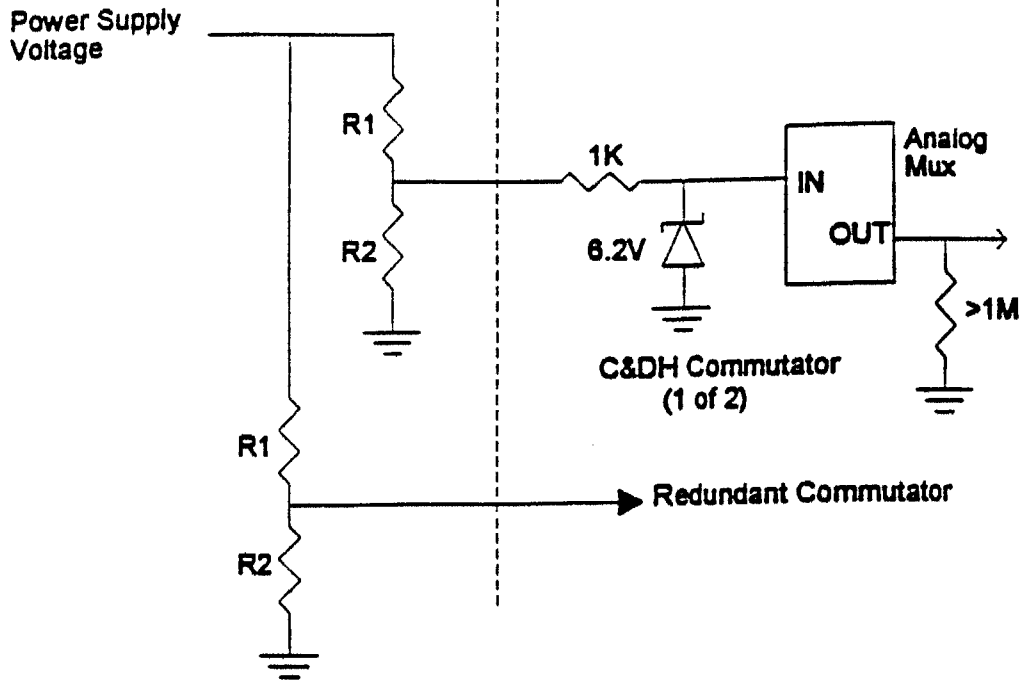 Power Supply
Voltage
R1
1K
Analog
Mux
IN
R2
6.2V
OUT
>1M
C&DH Commutator
(1 of 2)
R1
Redundant Commutator
R2